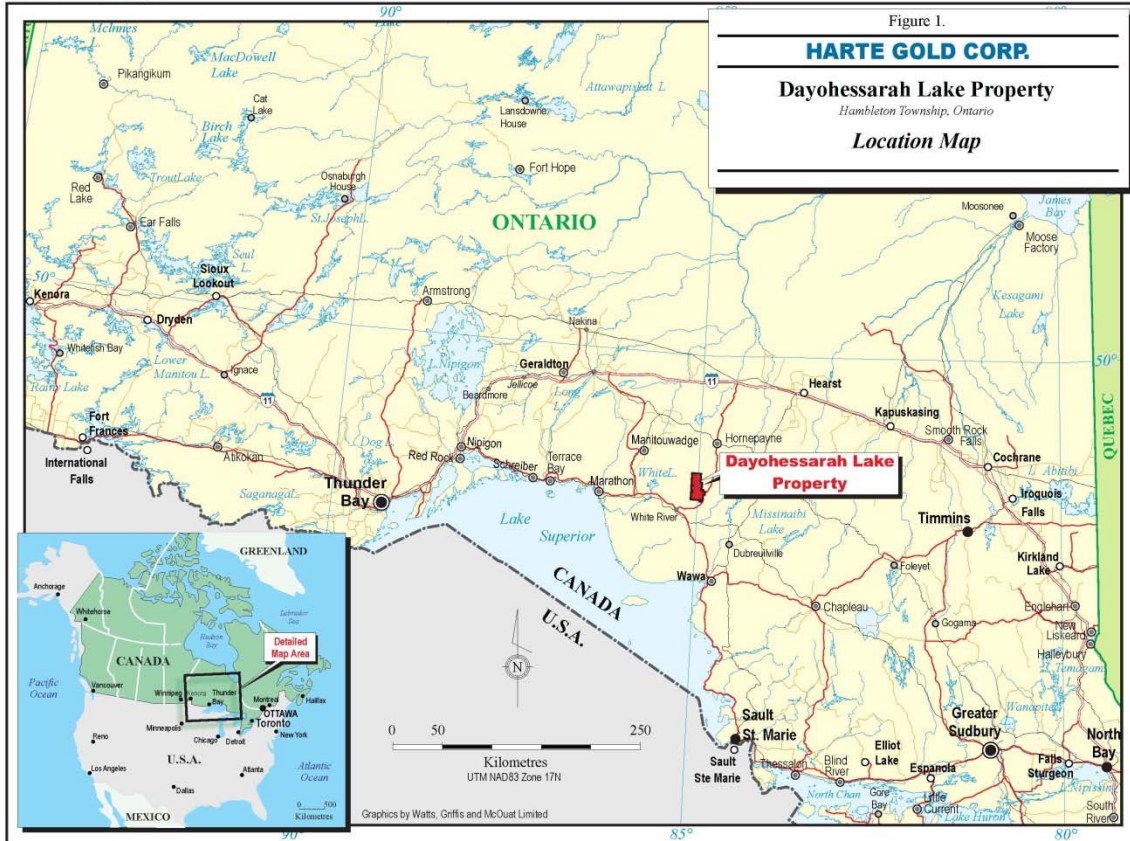 90°
85°
Figure 1.
HARTE GOLD CORP.
Dayohessarah Lake Property
Hambleton Township, Ontario
Location Map
McInnes
L.
Lake
MacDowell
Lake
Pikangikum
Cat
Lake
Birch
Lake
Attawapiskat L.
Lansdowne
House
Fort Hope
Red
Lake
Trout Lake
Osnaburgh
House
St. Joseph L.
Ear Falls
ONTARIO
James
Bay
Moosonee
Moose
Factory
Seul
L.
Sioux
Lookout
50°
Kenora
Dryden
Armstrong
Kesagami
Lake
Nakina
Whitefish Bay
Lower
Manitou L.
Ignace
Rainy Lake
11
L. Nipigon
Geraldton
Jellicoe
Beardmore
Long
L.
11
Hearst
50°
Kapuskasing
Smooth Rock
Falls
QUEBEC
Fort
Frances
International
Falls
Atikokan
Dog L.
Nipigon
Red Rock
Manitouwadge
Hornepayne
Cochrane
L. Abitibi
Iroquois
Falls
Saganaga L.
Thunder
Bay
Schreiber
Terrace
Bay
Marathon
White L.
Dayohessarah Lake
Property
White River
Missinaibi
Lake
Timmins
Lake
Superior
Dubreuilville
Foleyet
Kirkland
Lake
Wawa
CANADA
U.S.A.
Chapleau
Gogama
Englehart
New
Liskeard
Haileybury
Temagami
L.
Wanapitei
L.
GREENLAND
Anchorage
Whitehorse
Labrador
Sea
Hudson
Bay
Detailed
Map Area
CANADA
Pacific
Ocean
Vancouver
Winnipeg
Kenora
Thunder
Bay
Montreal
Halifax
OTTAWA
Toronto
Minneapolis
Chicago
Detroit
New York
Reno
U.S.A.
Los Angeles
Atlanta
Atlantic
Ocean
Dallas
MEXICO
0 500
Kilometres
N
0 50 150 250
Kilometres
UTM NAD83 Zone 17N
Graphics by Watts, Griffis and McOuat Limited
Sault
St. Marie
Sault
Ste Marie
Thessalon
Blind
River
Elliot
Lake
Espanola
Greater
Sudbury
Falls
Sturgeon
North
Bay
L. Nipissing
North Chan
Gore
Bay
Little
Current
Lake Huron
South
River
90°
85°
80°